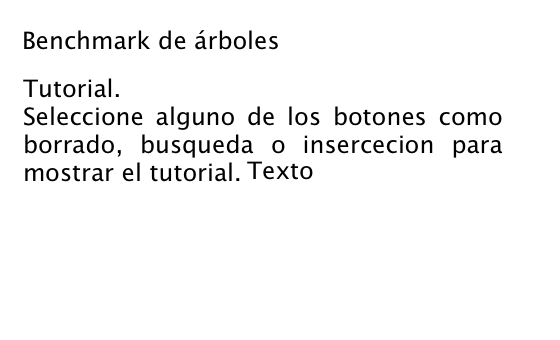 Benchmark de árboles
Tutorial.
Seleccione alguno de los botones como
borrado, busqueda o insercecion para
mostrar el tutorial. Texto